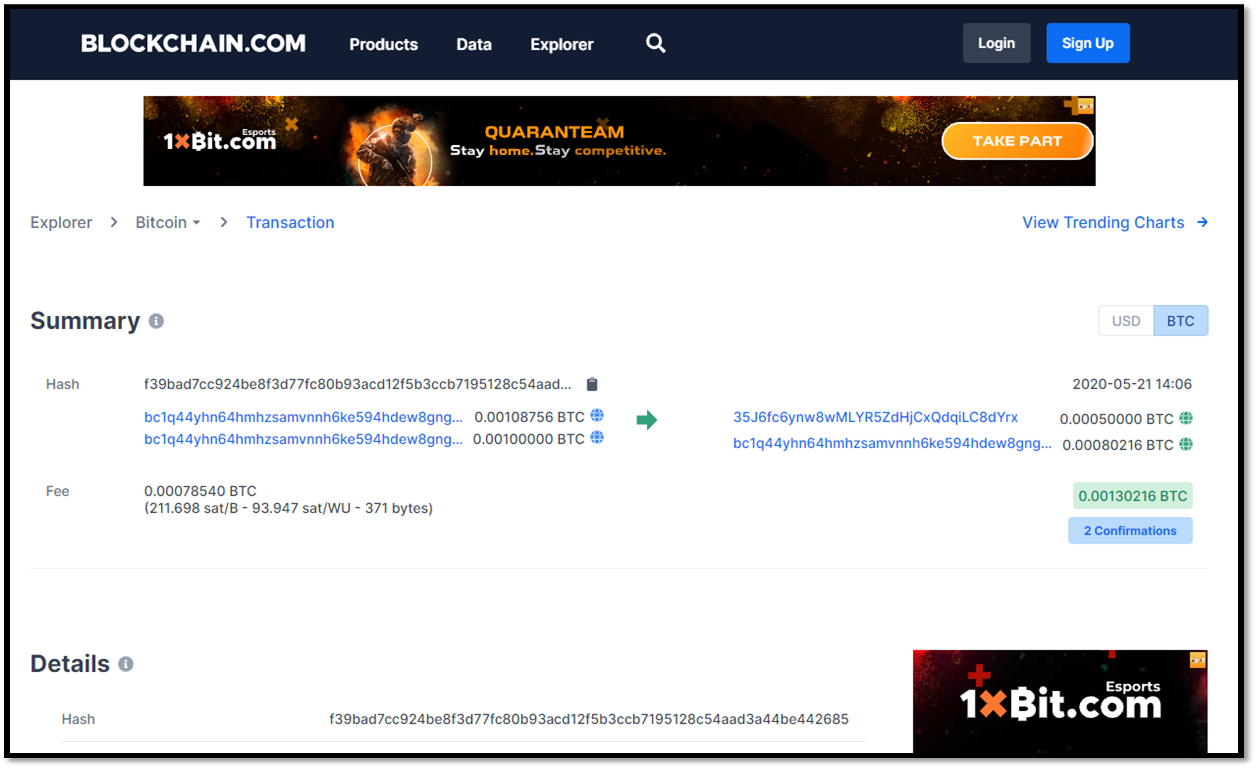 BLOCKCHAIN.COM Products Data Explorer Login Sign Up
1xBit.com Esports
QUARANTEAM
Stay home.Stay competitive.
TAKE PART
Explorer > Bitcoin > Transaction View Trending Charts →
Summary USD BTC
Hash f39bad7cc924be8f3d77fc80b93acd12f5b3ccb7195128c54aad... 2020-05-21 14:06
bc1q44yhn64hmhzsamvnnh6ke594hdew8gng... 0.00108756 BTC 35J6fc6ynw8wMLYR5ZdHjCxQdqiLC8dYrx 0.00050000 BTC
bc1q44yhn64hmhzsamvnnh6ke594hdew8gng... 0.00100000 BTC bc1q44yhn64hmhzsamvnnh6ke594hdew8gng... 0.00080216 BTC
Fee 0.00078540 BTC 0.00130216 BTC
(211.698 sat/B - 93.947 sat/WU - 371 bytes)
2 Confirmations
Details
Esports
1xBit.com
Hash f39bad7cc924be8f3d77fc80b93acd12f5b3ccb7195128c54aad3a44be442685